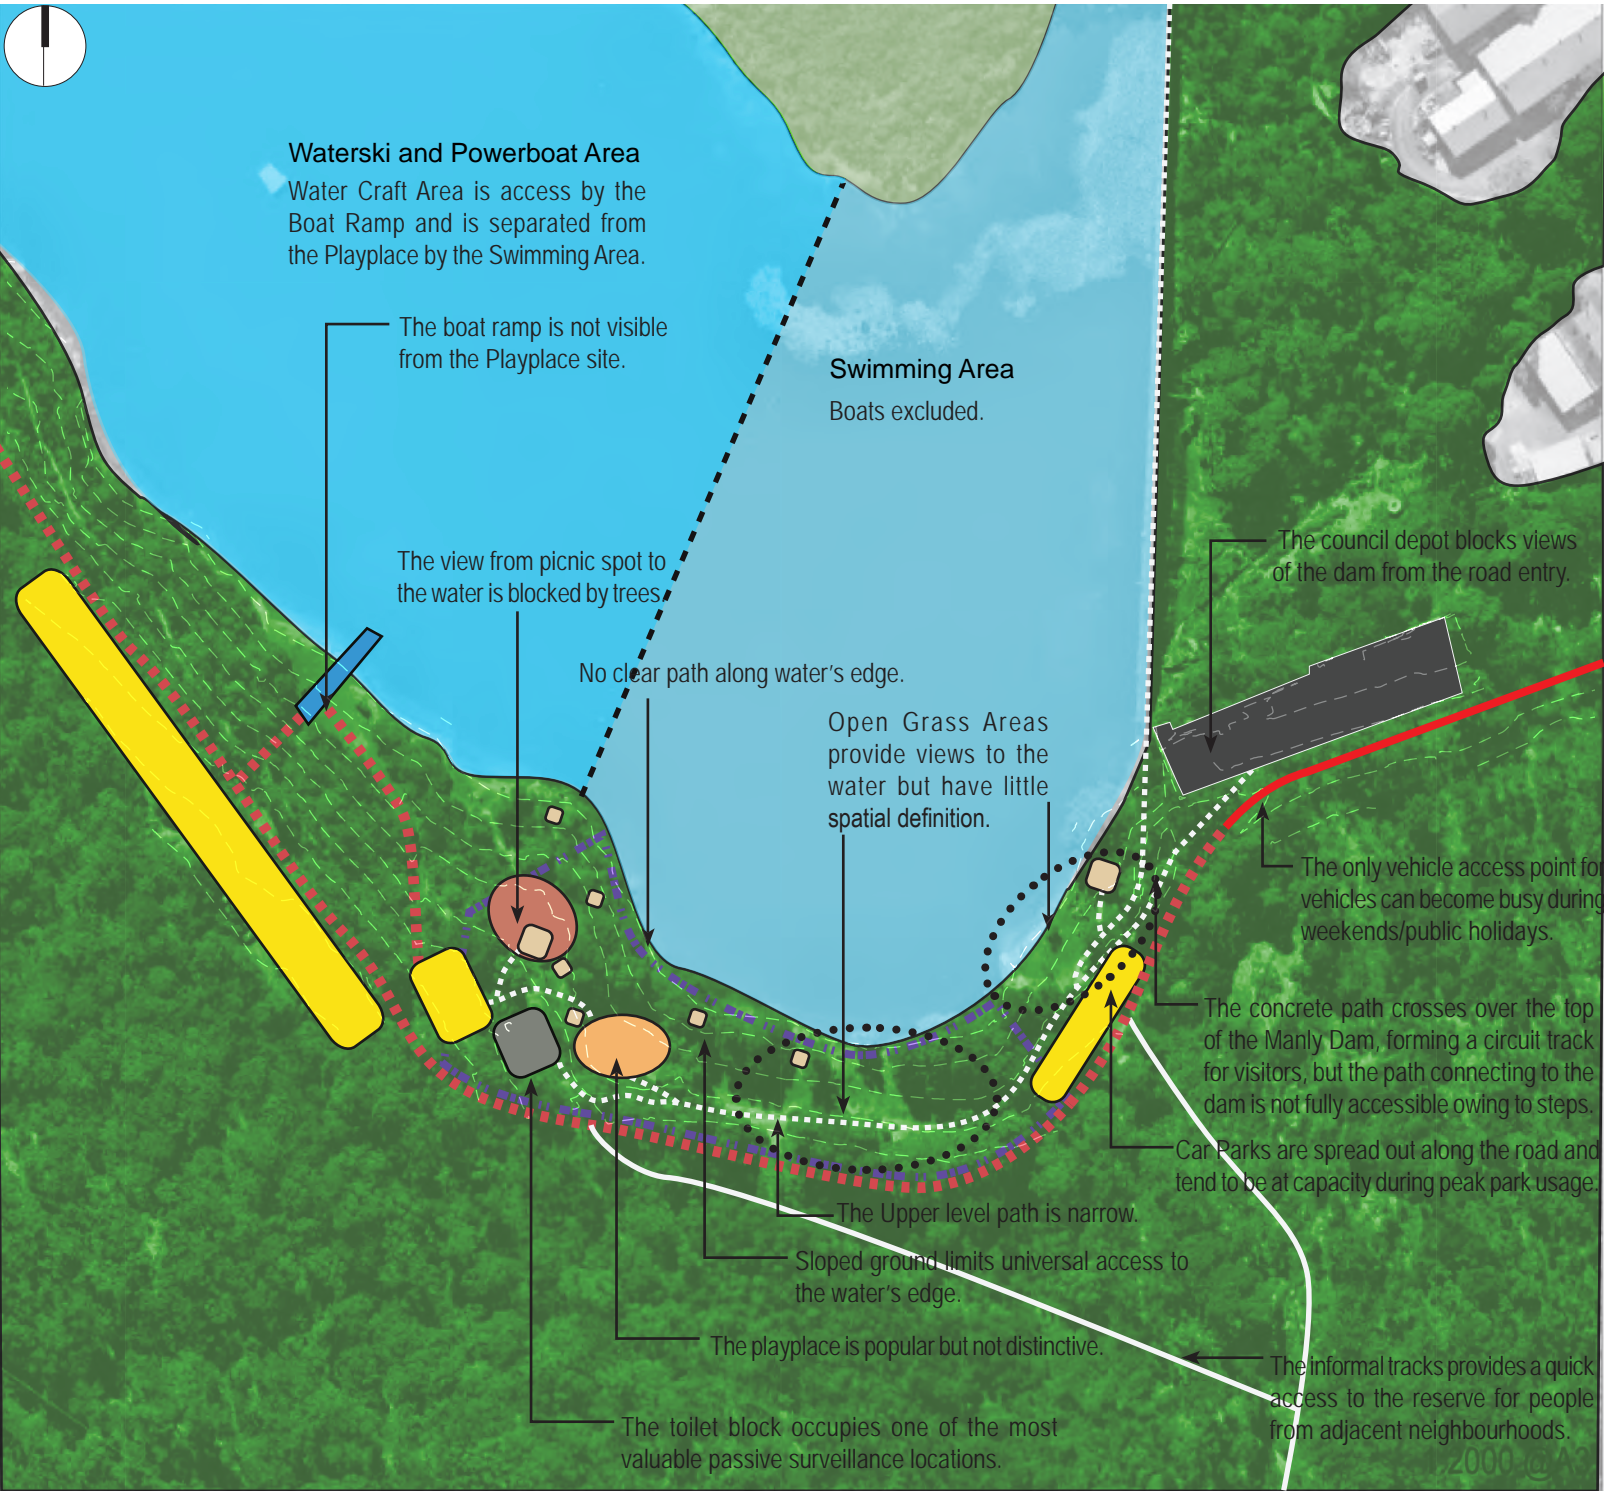 Waterski and Powerboat Area
Water Craft Area is access by the
Boat Ramp and is separated from
the Playplace by the Swimming Area.
The boat ramp is not visible
from the Playplace site.
Swimming Area
Boats excluded.
The view from picnic spot to
the water is blocked by trees.
The council depot blocks views
of the dam from the road entry.
No clear path along water's edge.
Open Grass Areas
provide views to the
water but have little
spatial definition.
The only vehicle access point for
vehicles can become busy during
weekends/public holidays.
The concrete path crosses over the top
of the Manly Dam, forming a circuit track
for visitors, but the path connecting to the
dam is not fully accessible owing to steps.
Car Parks are spread out along the road and
tend to be at capacity during peak park usage.
The Upper level path is narrow.
Sloped ground limits universal access to
the water's edge.
The playplace is popular but not distinctive.
The informal tracks provides a quick
access to the reserve for people
from adjacent neighbourhoods.
The toilet block occupies one of the most
valuable passive surveillance locations.
2000 @ A3